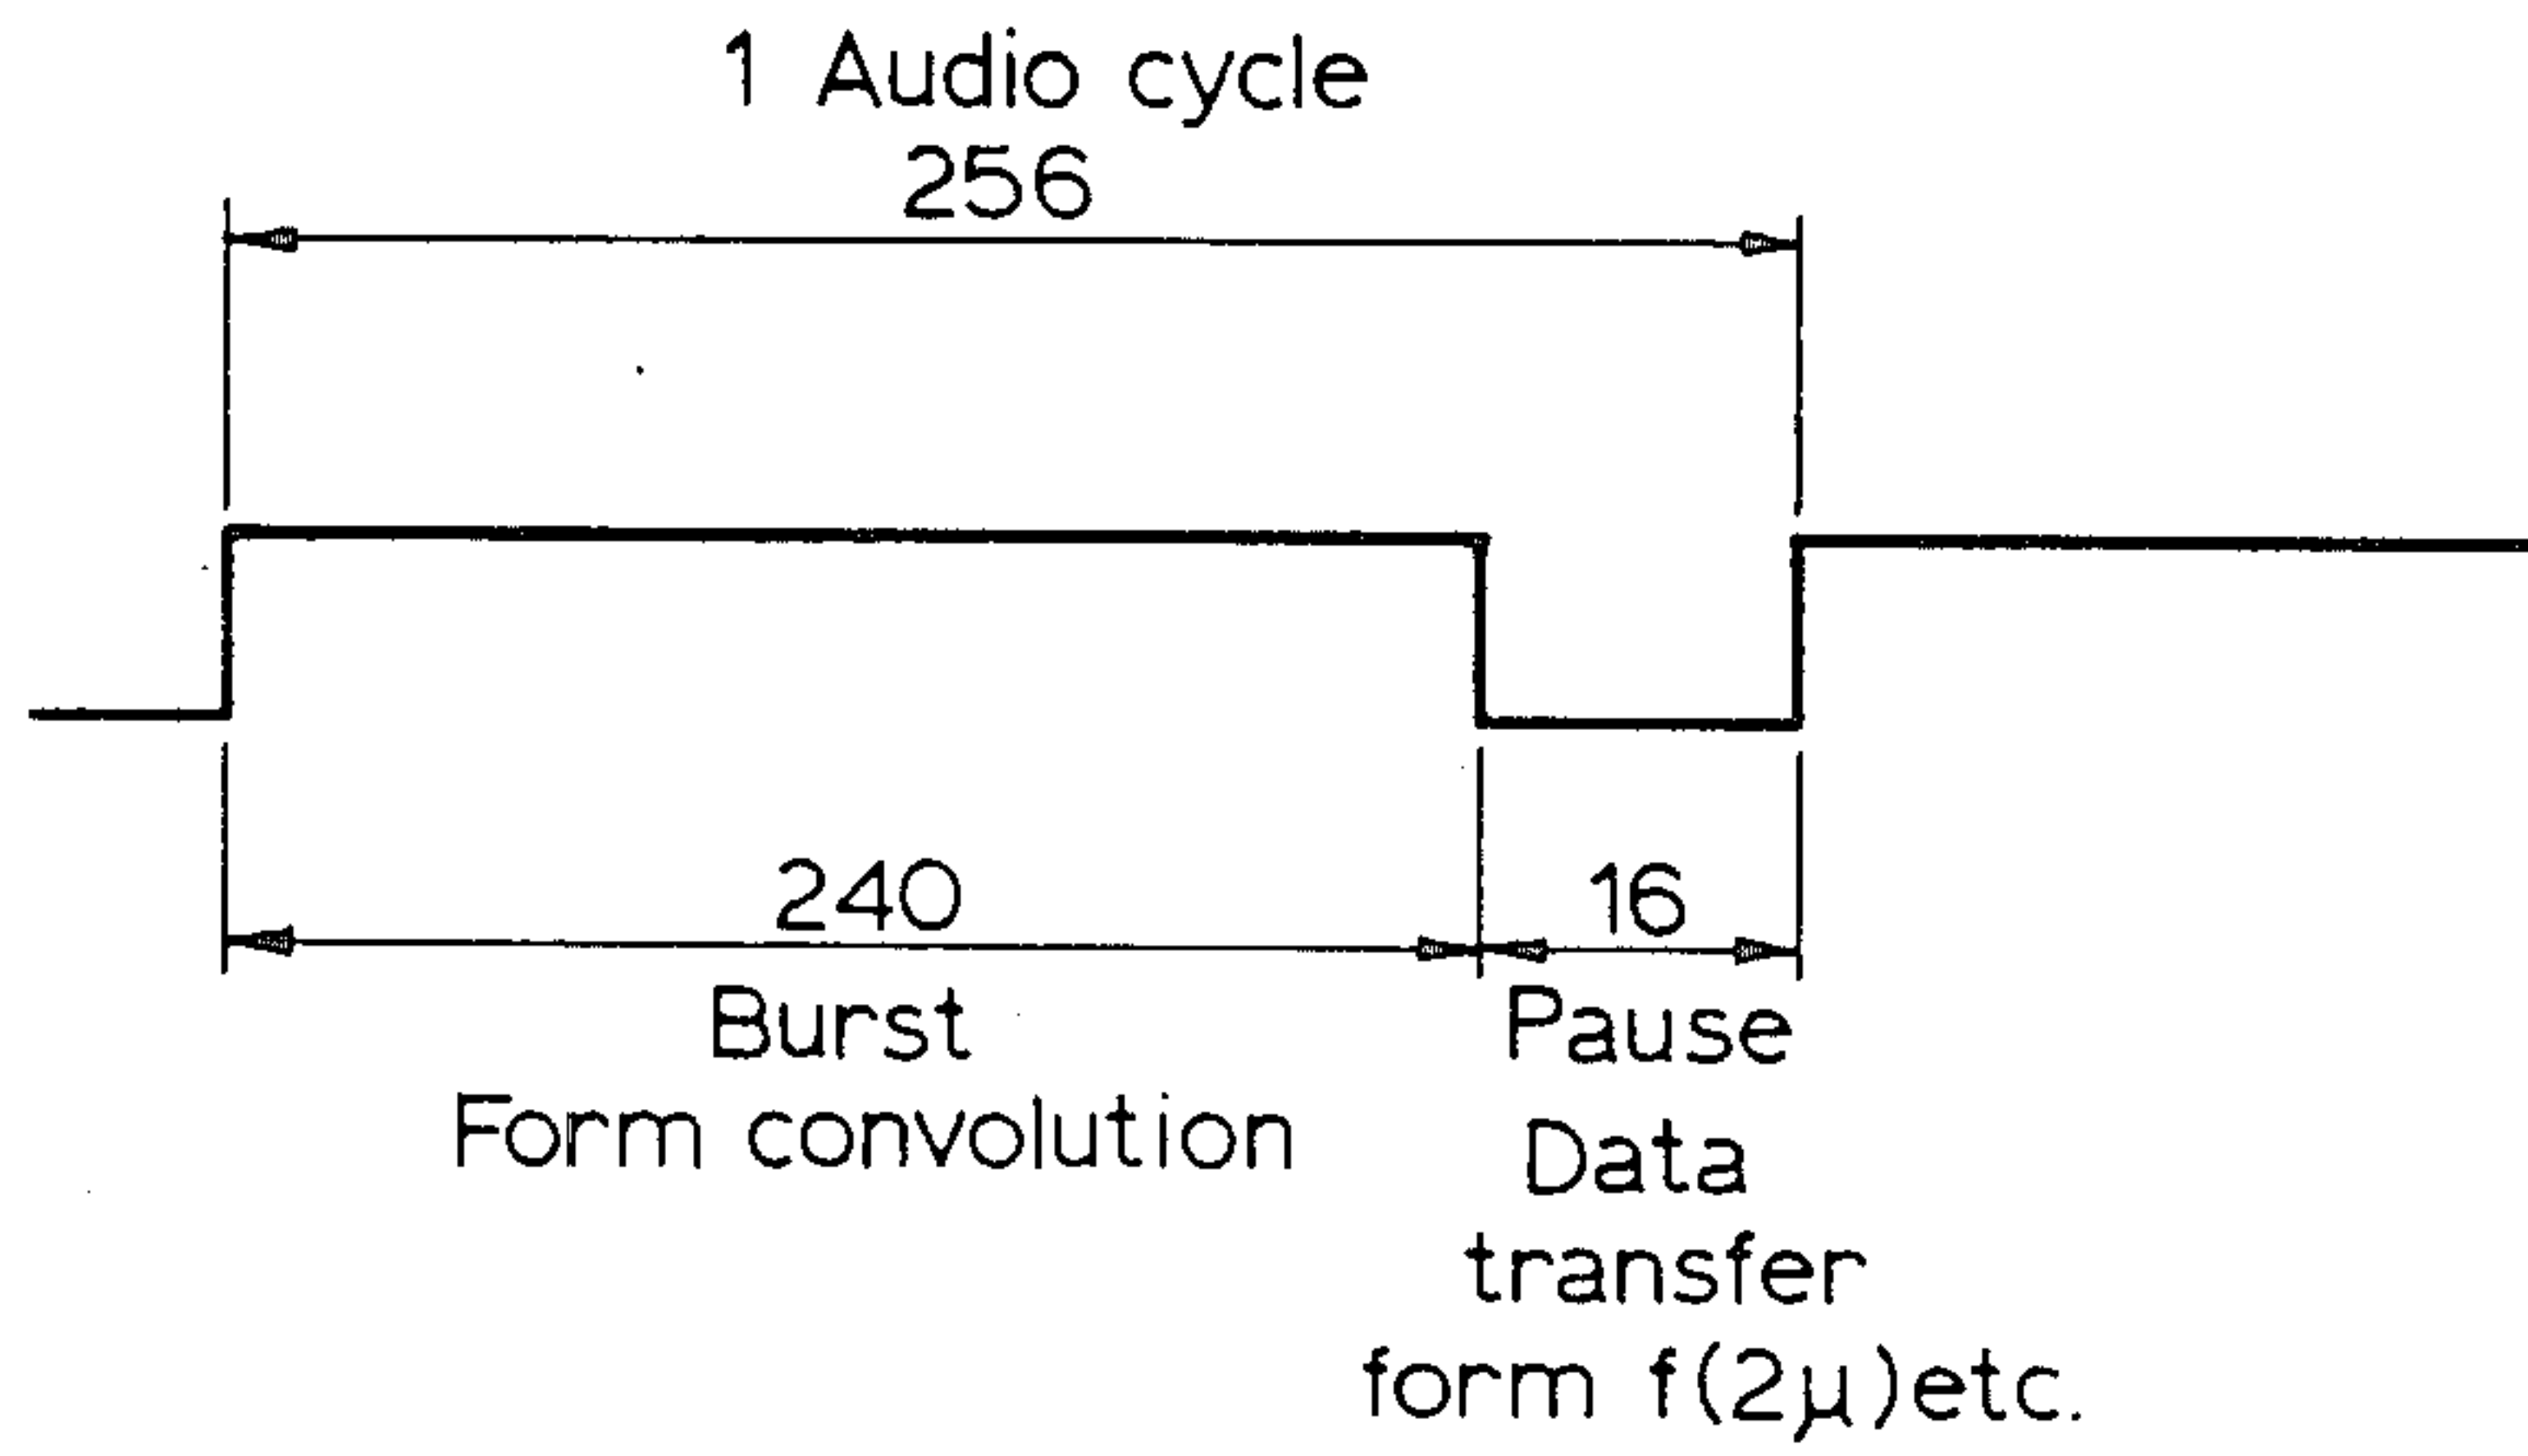 1 Audio cycle
256
240
16
Burst
Form convolution
Pause
Data
transfer
form f(2μ)etc.